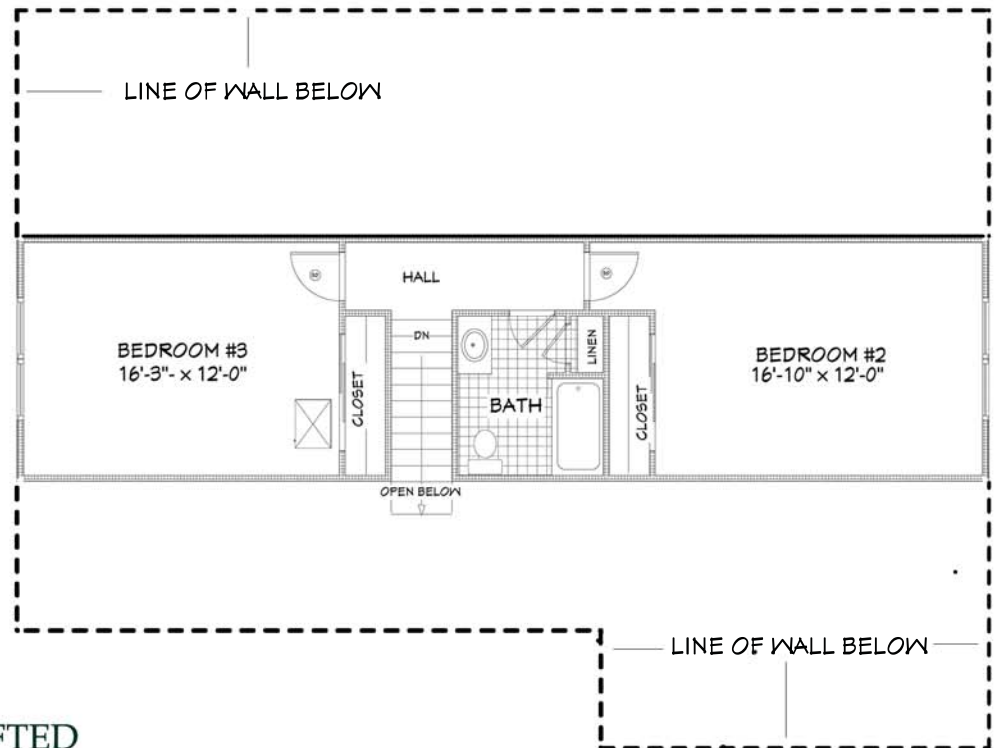 LINE OF WALL BELOW
HALL
DN
LINEN
BEDROOM #3
16'-3"- x 12'-0"
BEDROOM #2
16'-10" x 12'-0"
CLOSET
BATH
CLOSET
OPEN BELOW
LINE OF WALL BELOW